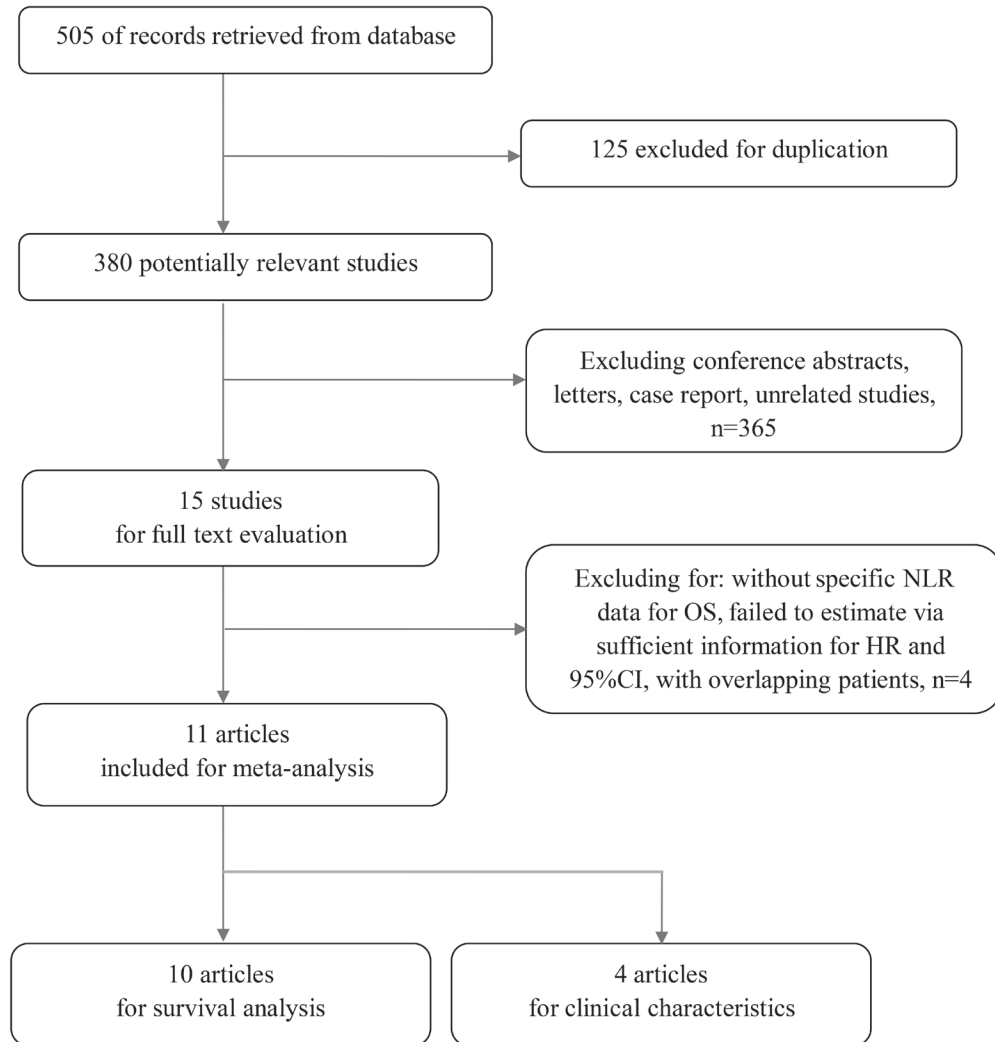 505 of records retrieved from database
125 excluded for duplication
380 potentially relevant studies
Excluding conference abstracts,
letters, case report, unrelated studies,
n=365
15 studies
for full text evaluation
Excluding for: without specific NLR
data for OS, failed to estimate via
sufficient information for HR and
95%CI, with overlapping patients, n=4
11 articles
included for meta-analysis
10 articles
for survival analysis
4 articles
for clinical characteristics